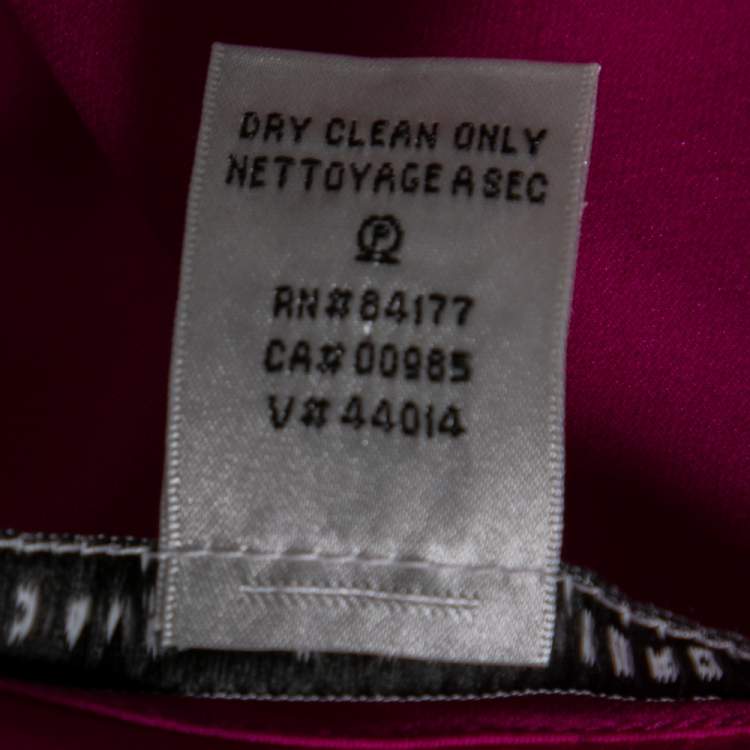 DRY CLEAN ONLY
NETTOYAGE A SEC
P
RN#84177
CA#00985
V#44014